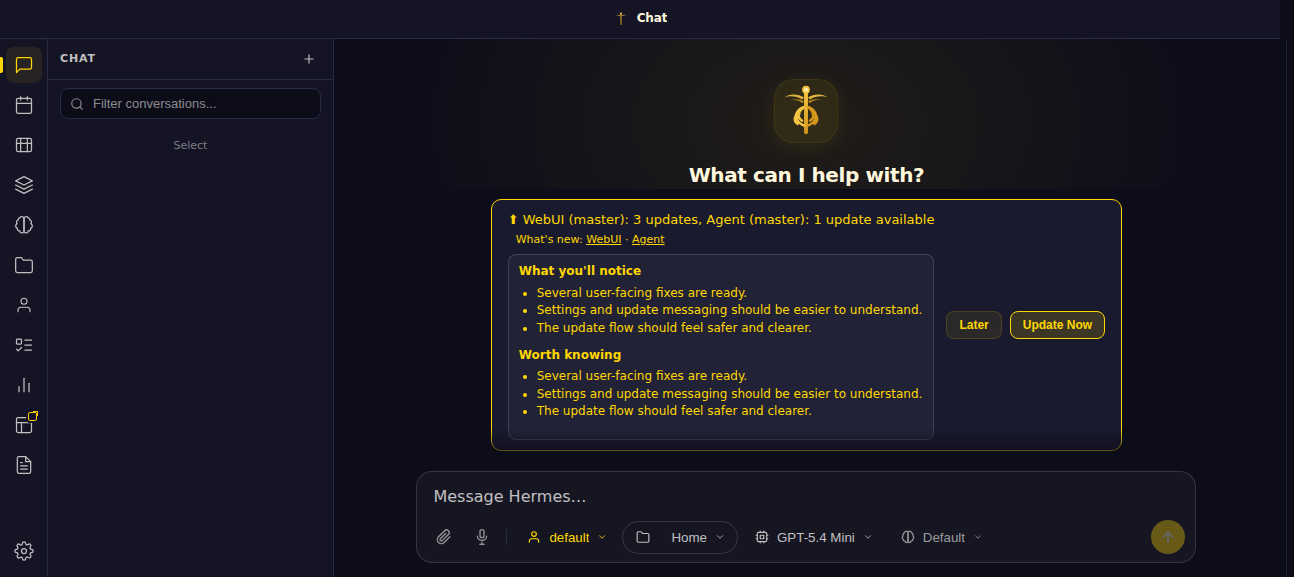 Chat
CHAT
Filter conversations...
Select
What can I help with?
⬆ WebUI (master): 3 updates, Agent (master): 1 update available
What's new: WebUI · Agent
What you'll notice
• Several user-facing fixes are ready.
• Settings and update messaging should be easier to understand.
• The update flow should feel safer and clearer.
Worth knowing
• Several user-facing fixes are ready.
• Settings and update messaging should be easier to understand.
• The update flow should feel safer and clearer.
Later
Update Now
Message Hermes...
default
Home
GPT-5.4 Mini
Default